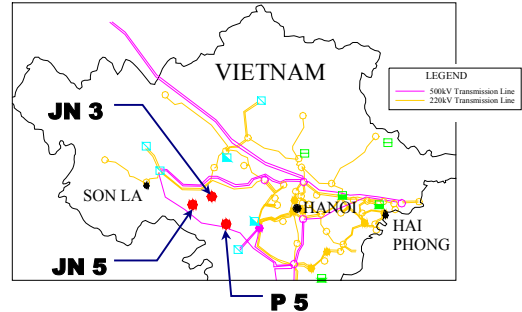 VIETNAM
LEGEND
500kV Transmission Line
220kV Transmission Line
JN 3
SON LA
HANOI
HAI
PHONG
JN 5
P 5